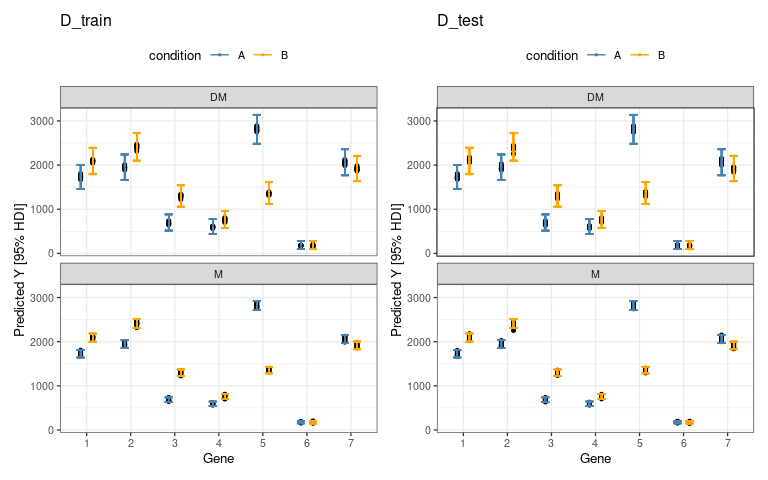 D_train
condition A B
DM
3000
2000
1000
0
M
3000
2000
1000
0
Predicted Y [95% HDI]
1 2 3 4 5 6 7
Gene
D_test
condition A B
DM
3000
2000
1000
0
M
3000
2000
1000
0
Predicted Y [95% HDI]
1 2 3 4 5 6 7
Gene